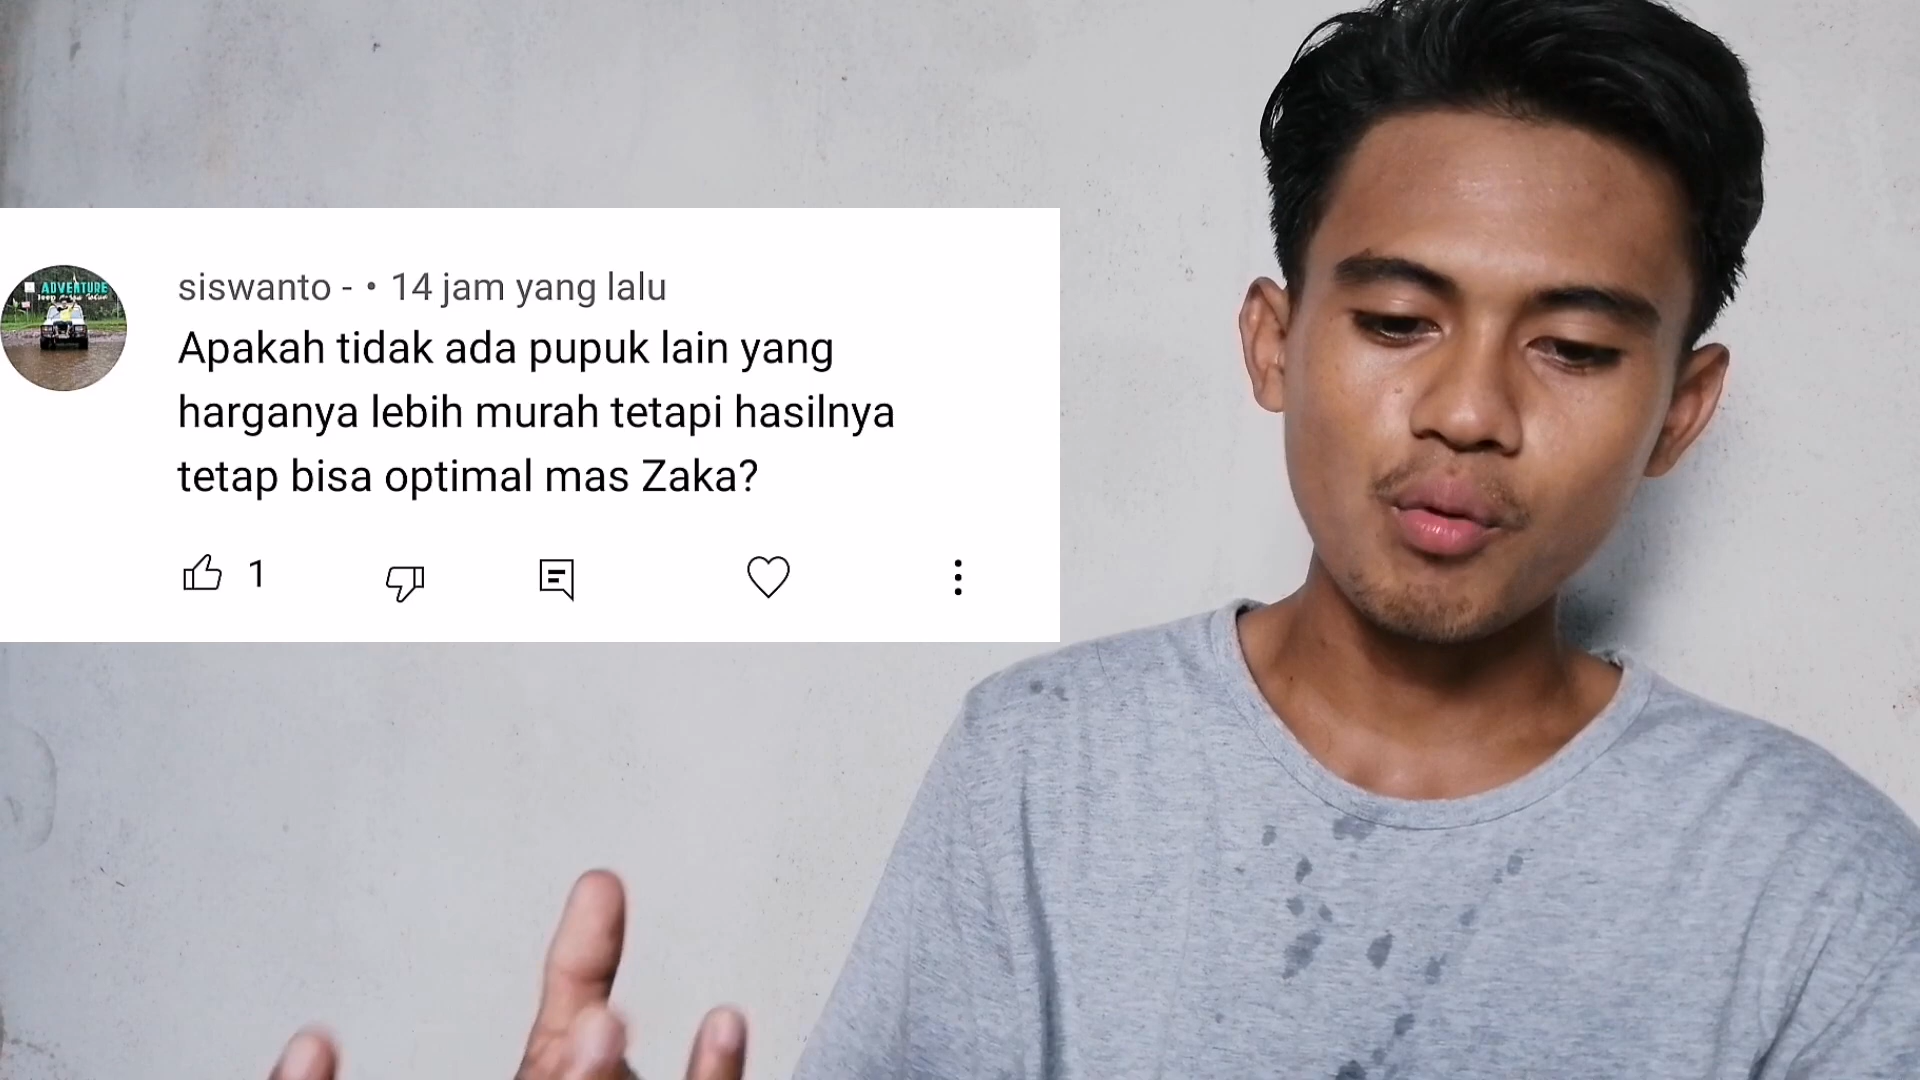 ADVENTURE
siswanto - • 14 jam yang lalu
Apakah tidak ada pupuk lain yang
harganya lebih murah tetapi hasilnya
tetap bisa optimal mas Zaka?
1